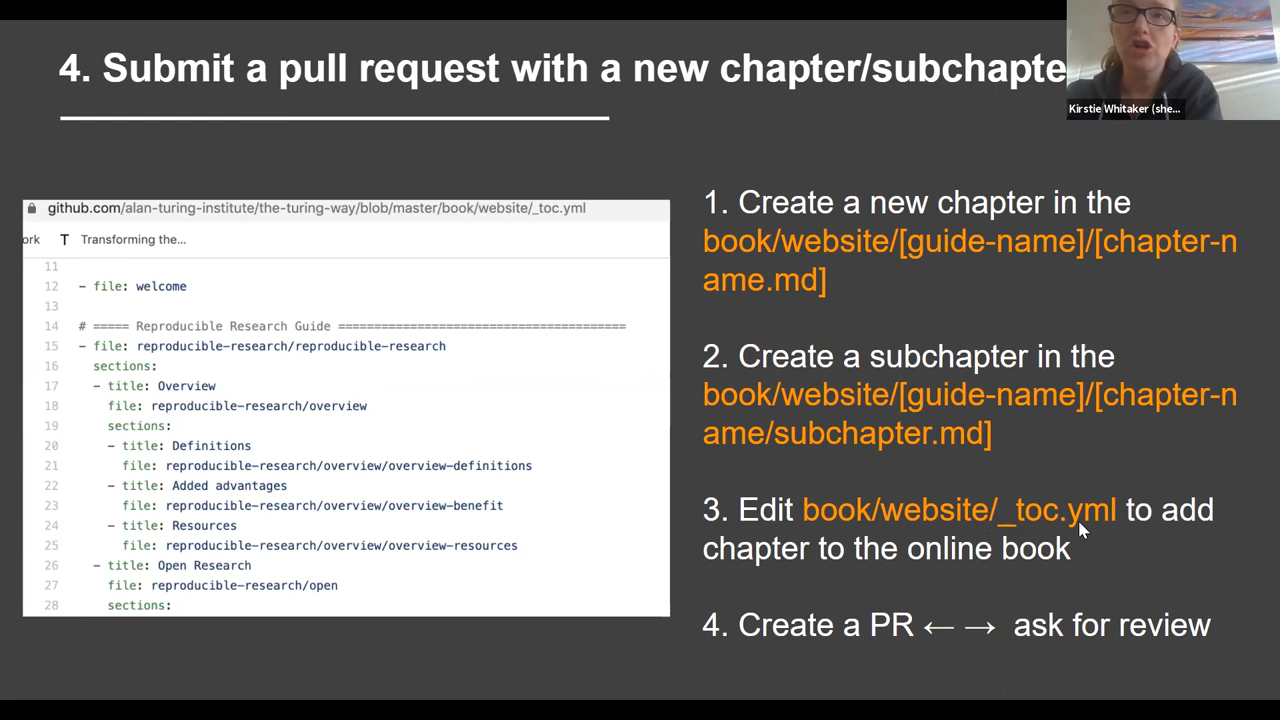 4. Submit a pull request with a new chapter/subchapte
Kirstie Whitaker (she...
github.com/alan-turing-institute/the-turing-way/blob/master/book/website/_toc.yml
ork T Transforming the...
11
12 - file: welcome
13
14 # ===== Reproducible Research Guide ========================================
15 - file: reproducible-research/reproducible-research
16 sections:
17 - title: Overview
18 file: reproducible-research/overview
19 sections:
20 - title: Definitions
21 file: reproducible-research/overview/overview-definitions
22 - title: Added advantages
23 file: reproducible-research/overview/overview-benefit
24 - title: Resources
25 file: reproducible-research/overview/overview-resources
26 - title: Open Research
27 file: reproducible-research/open
28 sections:
1. Create a new chapter in the
book/website/[guide-name]/[chapter-n
ame.md]
2. Create a subchapter in the
book/website/[guide-name]/[chapter-n
ame/subchapter.md]
3. Edit book/website/_toc.yml to add
chapter to the online book
4. Create a PR ← → ask for review